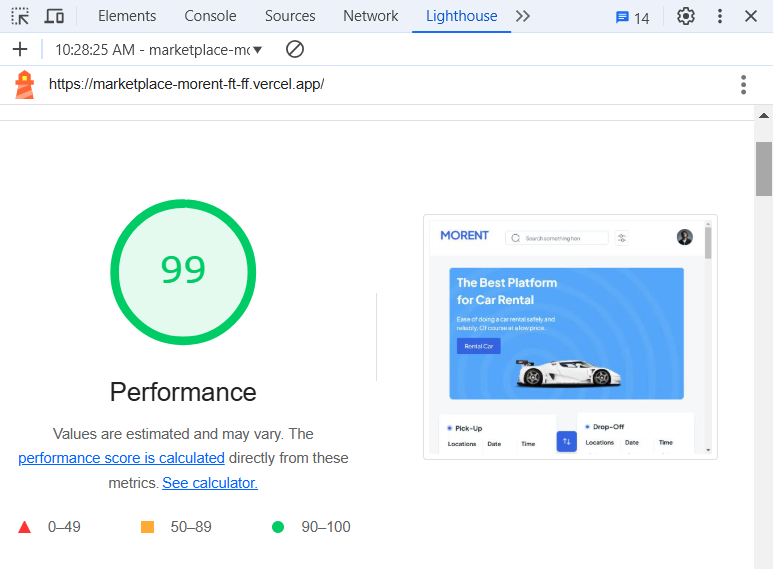 Elements Console Sources Network Lighthouse 14
10:28:25 AM - marketplace-mo
https://marketplace-morent-ft-ff.vercel.app/
99
Performance
Values are estimated and may vary. The
performance score is calculated directly from these
metrics. See calculator.
0–49 50–89 90–100
MORENT Search something here
The Best Platform
for Car Rental
Ease of doing a car rental safely and
reliably. Of course at a low price.
Rental Car
Pick-Up Drop-Off
Locations Date Time Locations Date Time